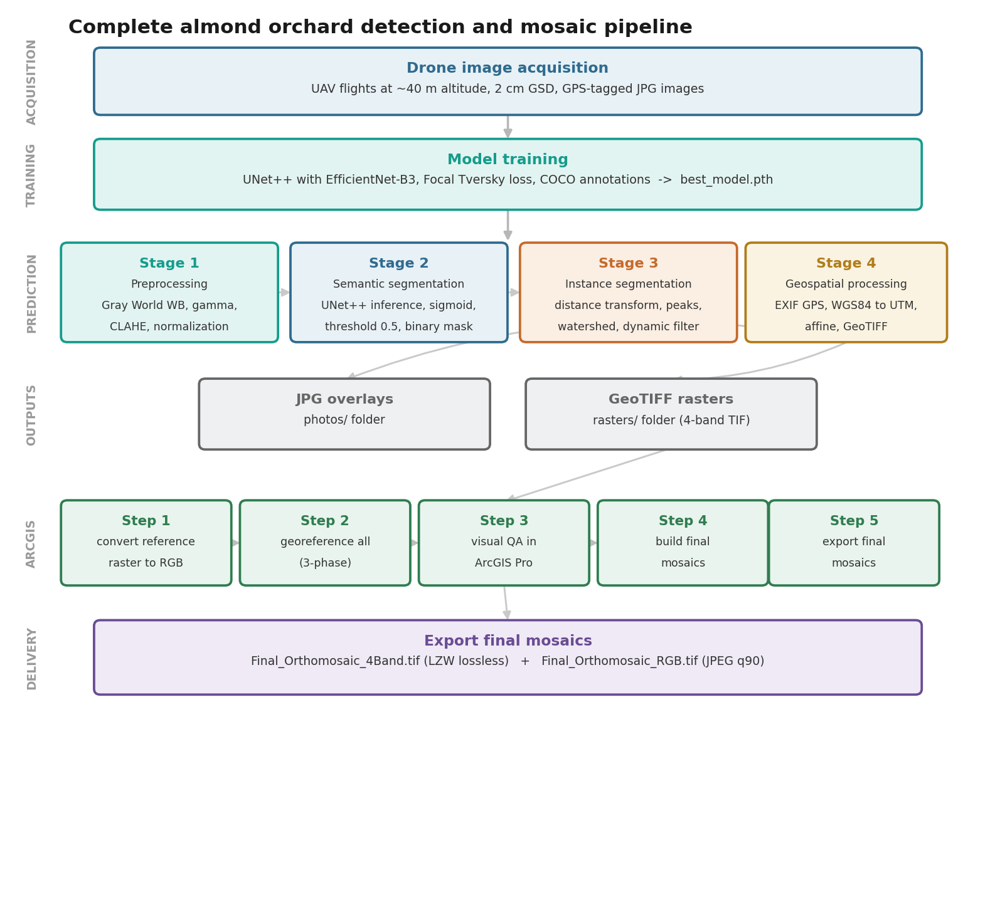 Complete almond orchard detection and mosaic pipeline
ACQUISITION
Drone image acquisition
UAV flights at ~40 m altitude, 2 cm GSD, GPS-tagged JPG images
TRAINING
Model training
UNet++ with EfficientNet-B3, Focal Tversky loss, COCO annotations -> best_model.pth
PREDICTION
Stage 1
Preprocessing
Gray World WB, gamma,
CLAHE, normalization
Stage 2
Semantic segmentation
UNet++ inference, sigmoid,
threshold 0.5, binary mask
Stage 3
Instance segmentation
distance transform, peaks,
watershed, dynamic filter
Stage 4
Geospatial processing
EXIF GPS, WGS84 to UTM,
affine, GeoTIFF
OUTPUTS
JPG overlays
photos/ folder
GeoTIFF rasters
rasters/ folder (4-band TIF)
ARCGIS
Step 1
convert reference
raster to RGB
Step 2
georeference all
(3-phase)
Step 3
visual QA in
ArcGIS Pro
Step 4
build final
mosaics
Step 5
export final
mosaics
DELIVERY
Export final mosaics
Final_Orthomosaic_4Band.tif (LZW lossless) + Final_Orthomosaic_RGB.tif (JPEG q90)